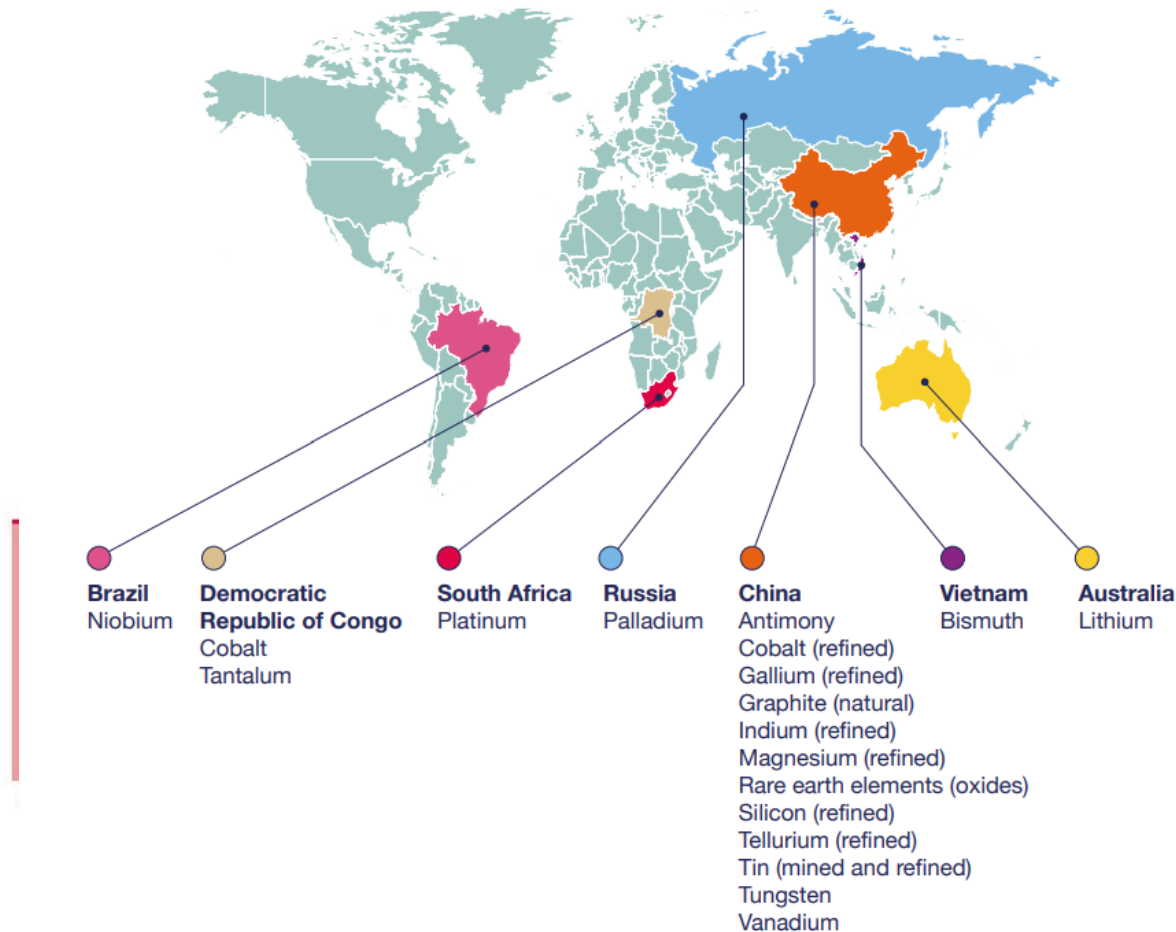 Brazil
Niobium
Democratic
Republic of Congo
Cobalt
Tantalum
South Africa
Platinum
Russia
Palladium
China
Antimony
Cobalt (refined)
Gallium (refined)
Graphite (natural)
Indium (refined)
Magnesium (refined)
Rare earth elements (oxides)
Silicon (refined)
Tellurium (refined)
Tin (mined and refined)
Tungsten
Vanadium
Vietnam
Bismuth
Australia
Lithium